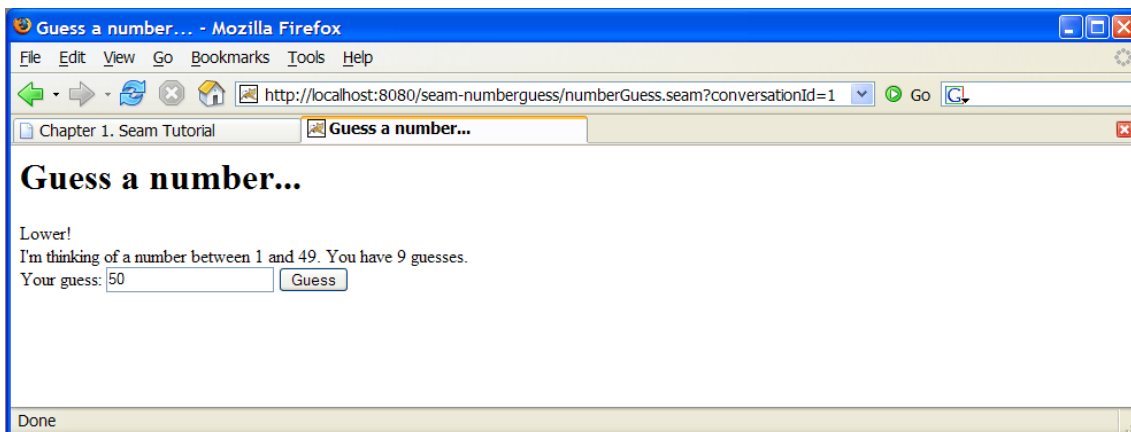 Guess a number... - Mozilla Firefox
File Edit View Go Bookmarks Tools Help
http://localhost:8080/seam-numberguess/numberGuess.seam?conversationId=1 Go G
Chapter 1. Seam Tutorial Guess a number...
Guess a number...
Lower!
I'm thinking of a number between 1 and 49. You have 9 guesses.
Your guess: 50 Guess
Done